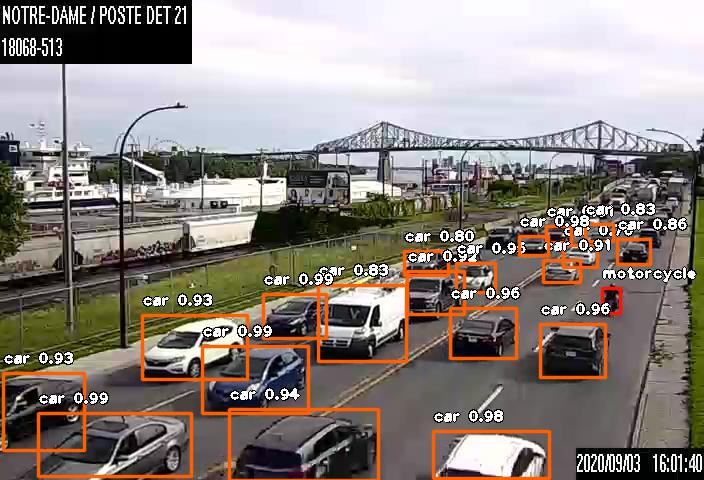 NOTRE-DAME / POSTE DET 21
18068-513
car 0.83
car 0.98
car 0.86
car 0.80
car 0.91
car 0.92
motorcycle
car 0.99
car 0.83
car 0.93
car 0.96
car 0.96
car 0.99
car 0.93
car 0.94
car 0.99
car 0.98
2020/09/03 16:01:40